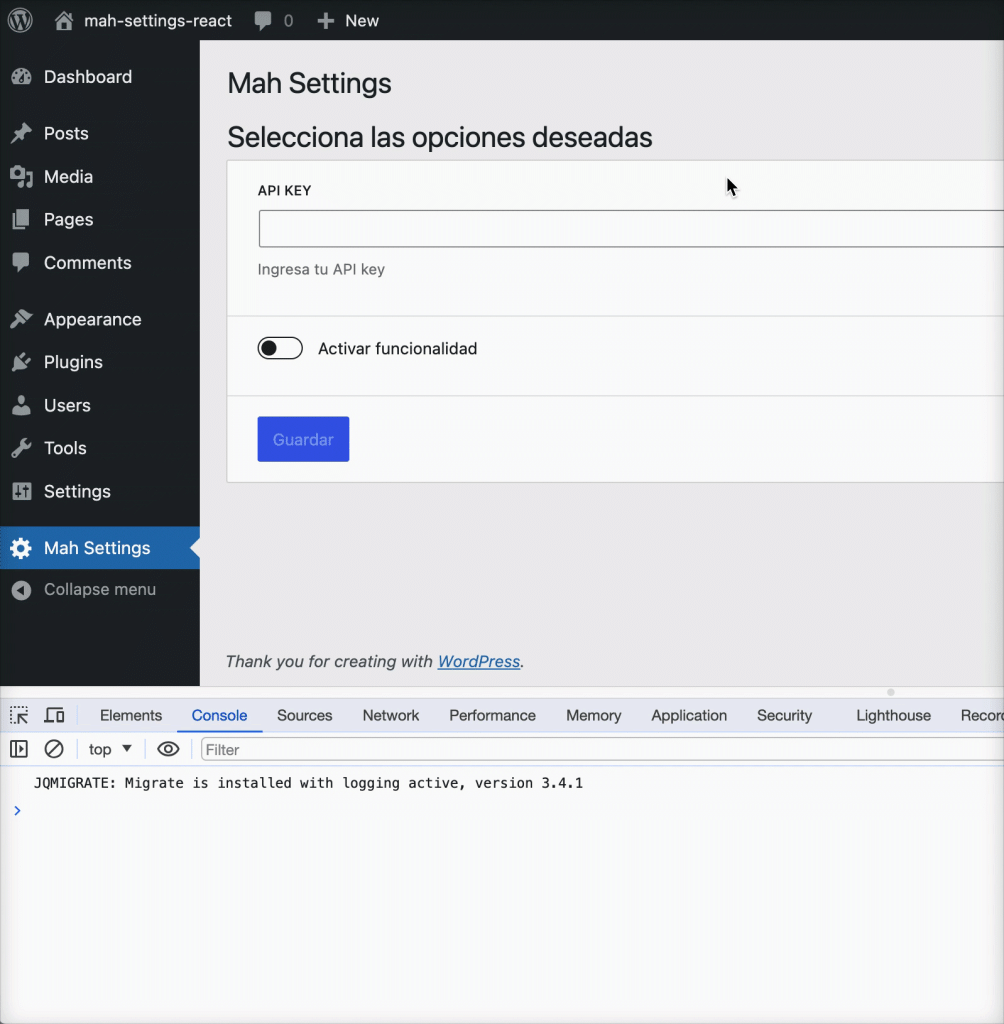 mah-settings-react 0 New
Dashboard
Posts
Media
Pages
Comments
Appearance
Plugins
Users
Tools
Settings
Mah Settings
Collapse menu
Mah Settings
Selecciona las opciones deseadas
API KEY
Ingresa tu API key
Activar funcionalidad
Guardar
Thank you for creating with WordPress.
Elements Console Sources Network Performance Memory Application Security Lighthouse
top Filter
JQMIGRATE: Migrate is installed with logging active, version 3.4.1